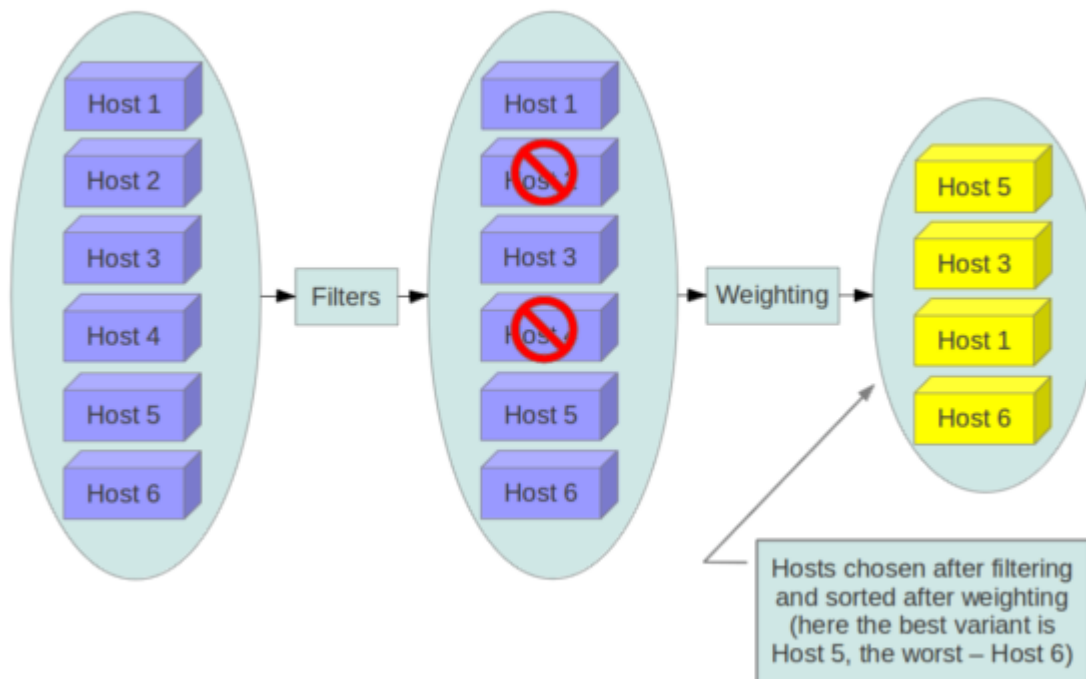 Host 1
Host 2
Host 3
Host 4
Host 5
Host 6
Filters
Host 1
Host 3
Host 5
Host 6
Weighting
Host 5
Host 3
Host 1
Host 6
Hosts chosen after filtering
and sorted after weighting
(here the best variant is
Host 5, the worst – Host 6)